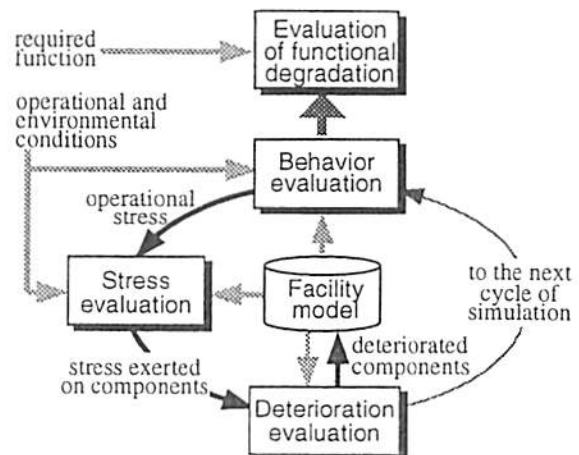 required
function
Evaluation
of functional
degradation
operational and
environmental
conditions
Behavior
evaluation
operational
stress
Stress
evaluation
Facility
model
to the next
cycle of
simulation
stress exerted
on components
deteriorated
components
Deterioration
evaluation